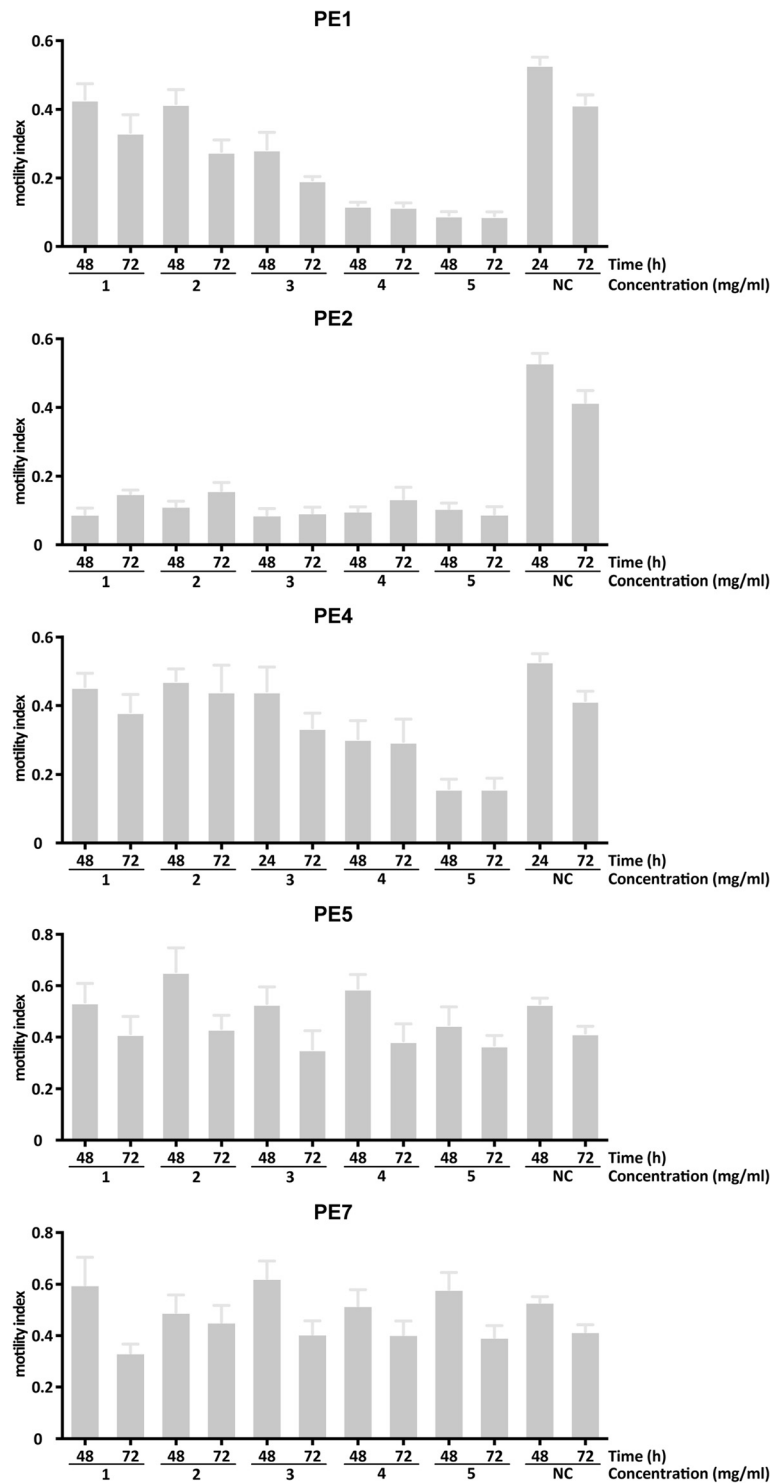 PE1
0.6
0.4
0.2
0
motility index
48 72 48 72 48 72 48 72 48 72 24 72 Time (h)
1 2 3 4 5 NC Concentration (mg/ml)
PE2
0.6
0.4
0.2
0
motility index
48 72 48 72 48 72 48 72 48 72 48 72 Time (h)
1 2 3 4 5 NC Concentration (mg/ml)
PE4
0.6
0.4
0.2
0
motility index
48 72 48 72 24 72 48 72 48 72 24 72 Time (h)
1 2 3 4 5 NC Concentration (mg/ml)
PE5
0.8
0.6
0.4
0.2
0
motility index
48 72 48 72 48 72 48 72 48 72 48 72 Time (h)
1 2 3 4 5 NC Concentration (mg/ml)
PE7
0.8
0.6
0.4
0.2
0
motility index
48 72 48 72 48 72 48 72 48 72 48 72 Time (h)
1 2 3 4 5 NC Concentration (mg/ml)